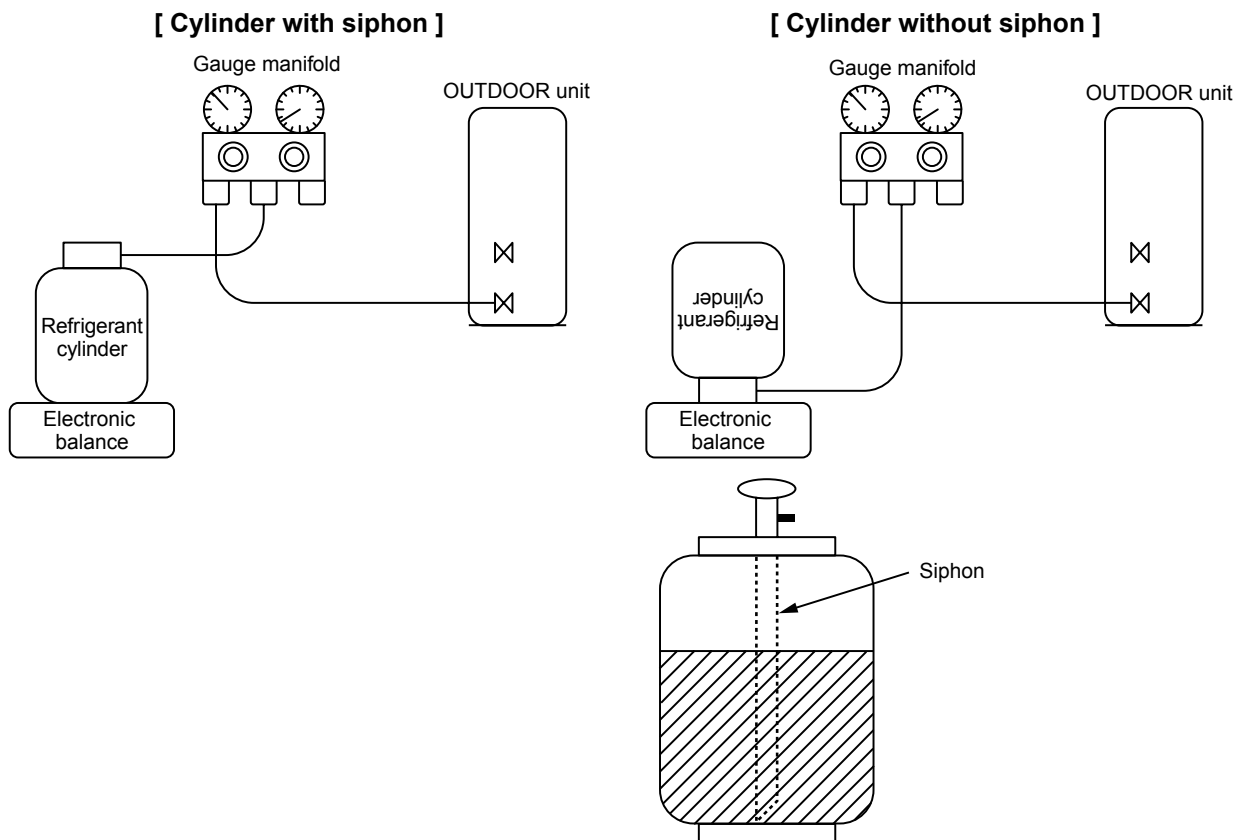 [ Cylinder with siphon ]
Gauge manifold
OUTDOOR unit
Refrigerant
cylinder
Electronic
balance
[ Cylinder without siphon ]
Gauge manifold
OUTDOOR unit
Refrigerant
cylinder
Electronic
balance
Siphon